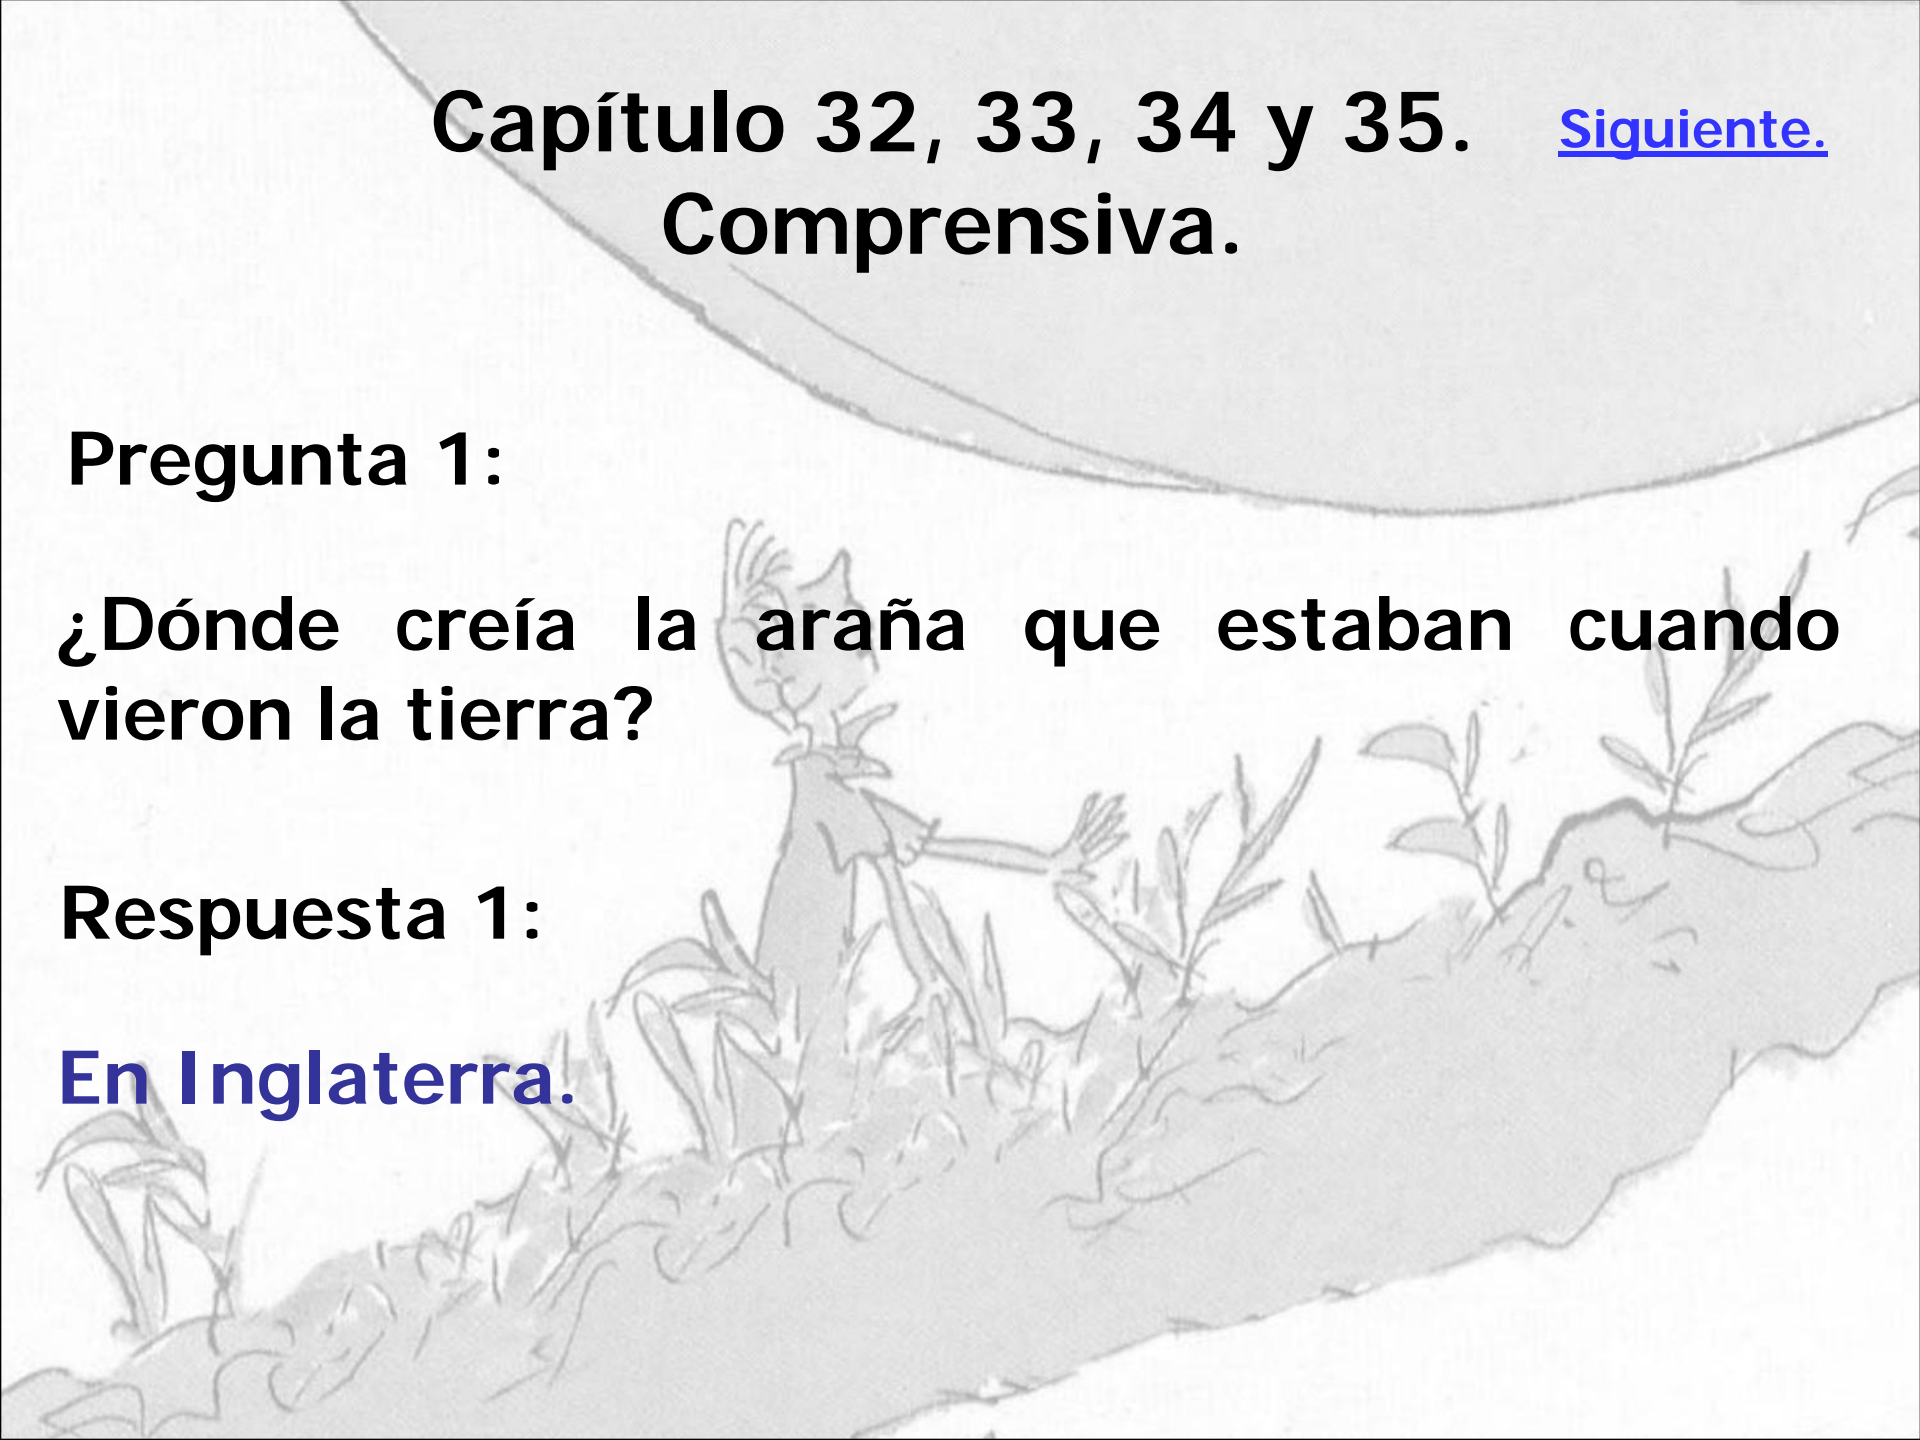 Capítulo 32, 33, 34 y 35.
Siguiente.
Comprensiva.
Pregunta 1:
¿Dónde creía la araña que estaban cuando
vieron la tierra?
Respuesta 1:
En Inglaterra.